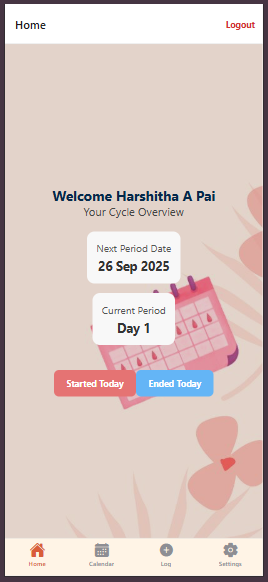 Home Logout
Welcome Harshitha A Pai
Your Cycle Overview
Next Period Date
26 Sep 2025
Current Period
Day 1
Started Today Ended Today
Home Calendar Log Settings